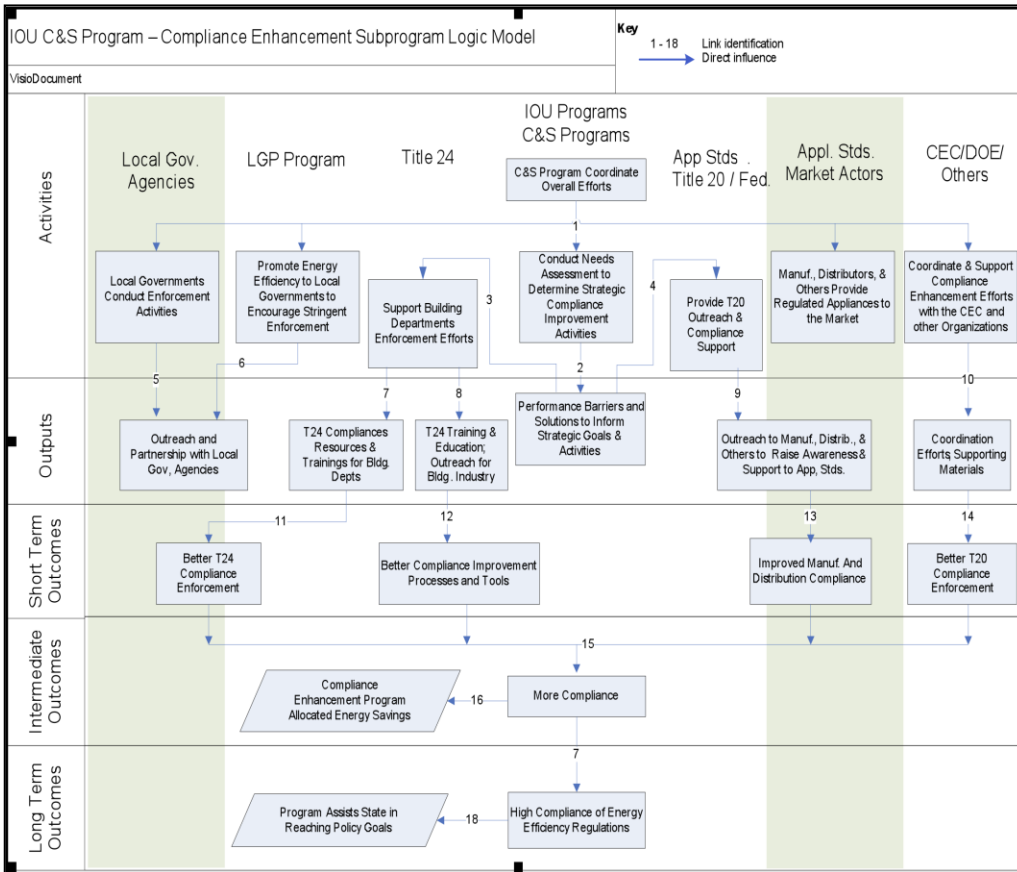 IOU C&S Program – Compliance Enhancement Subprogram Logic Model
VisioDocument
Key
1 - 18 Link identification
Direct influence
Activities
Local Gov.
Agencies
LGP Program
Title 24
IOU Programs
C&S Programs
App Stds .
Title 20 / Fed.
Appl. Stds.
Market Actors
CEC/DOE/
Others
C&S Program Coordinate
Overall Efforts
1
Local Governments
Conduct Enforcement
Activities
Promote Energy
Efficiency to Local
Governments to
Encourage Stringent
Enforcement
Support Building
Departments
Enforcement Efforts
3
Conduct Needs
Assessment to
Determine Strategic
Compliance
Improvement
Activities
4
Provide T20
Outreach &
Compliance
Support
Manuf., Distributors, &
Others Provide
Regulated Appliances to
the Market
Coordinate & Support
Compliance
Enhancement Efforts
with the CEC and
other Organizations
5
6
7
8
2
9
10
Outputs
Outreach and
Partnership with Local
Gov, Agencies
T24 Compliances
Resources &
Trainings for Bldg.
Depts
T24 Training &
Education;
Outreach for
Bldg. Industry
Performance Barriers and
Solutions to Inform
Strategic Goals &
Activities
Outreach to Manuf., Distrib., &
Others to Raise Awareness &
Support to App, Stds.
Coordination
Efforts, Supporting
Materials
11
12
13
14
Short Term
Outcomes
Better T24
Compliance
Enforcement
Better Compliance Improvement
Processes and Tools
Improved Manuf. And
Distribution Compliance
Better T20
Compliance
Enforcement
15
Intermediate
Outcomes
Compliance
Enhancement Program
Allocated Energy Savings
16
More Compliance
7
Long Term
Outcomes
Program Assists State in
Reaching Policy Goals
18
High Compliance of Energy
Efficiency Regulations